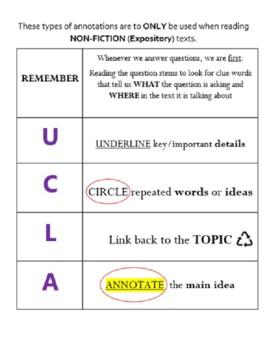 These types of annotations are to ONLY be used when reading
NON-FICTION (Expository) texts.
REMEMBER
Whenever we answer questions, we are first:
Reading the question stems to look for clue words
that tell us WHAT the question is asking and
WHERE in the text it is talking about
U
UNDERLINE key/important details
C
CIRCLE repeated words or ideas
L
Link back to the TOPIC
A
ANNOTATE the main idea